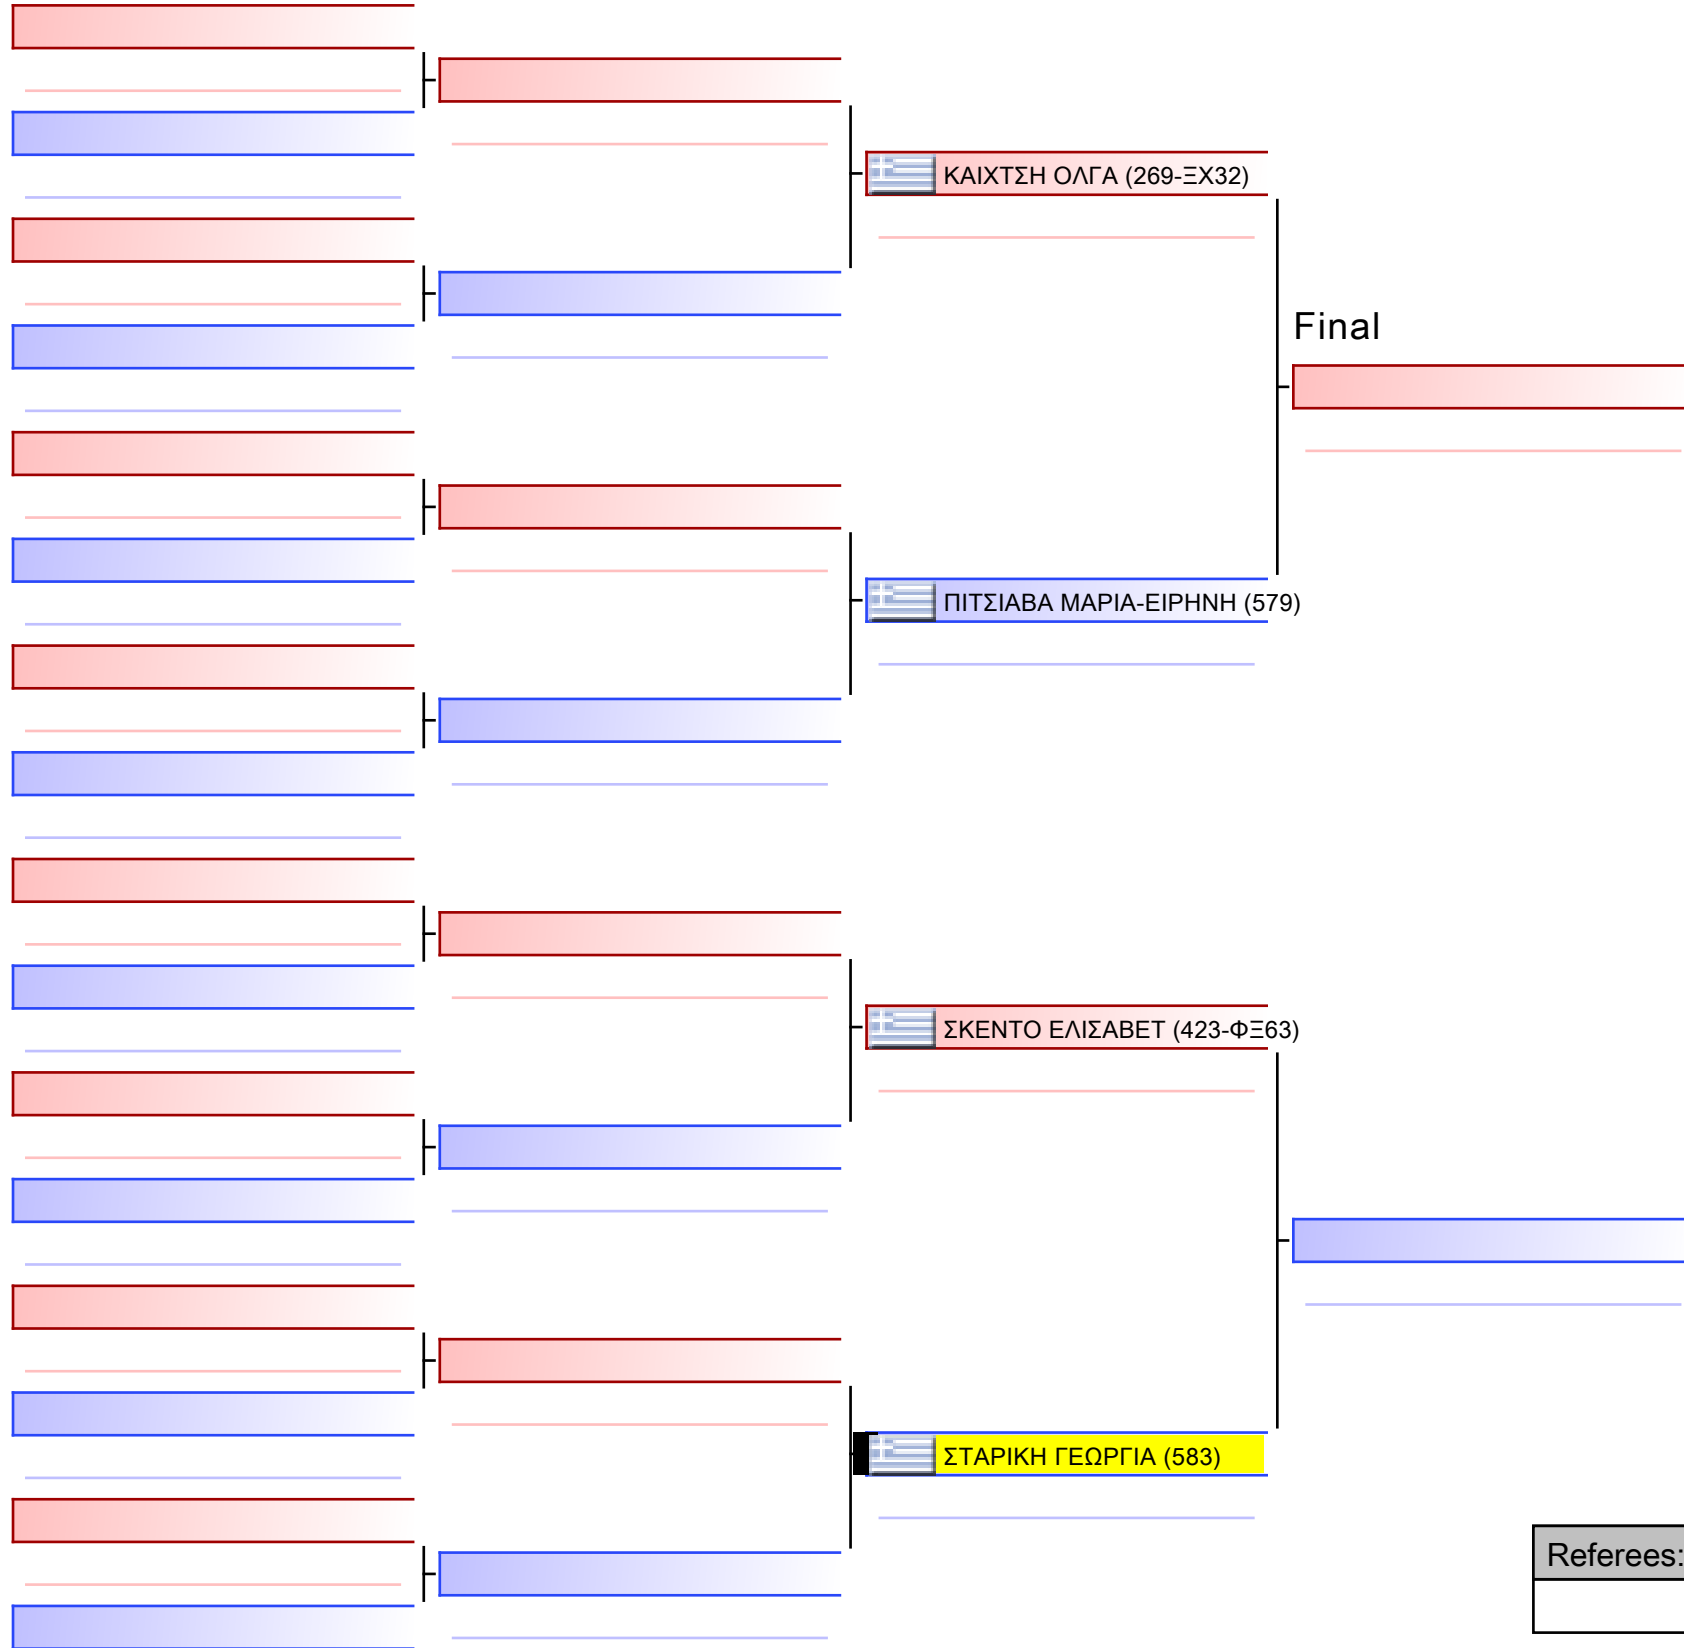 ΚΑΙΧΤΣΗ ΟΛΓΑ (269-ΞΧ32)
Final
ΠΙΤΣΙΑΒΑ ΜΑΡΙΑ-ΕΙΡΗΝΗ (579)
ΣΚΕΝΤΟ ΕΛΙΣΑΒΕΤ (423-ΦΞ63)
ΣΤΑΡΙΚΗ ΓΕΩΡΓΙΑ (583)
Referees: